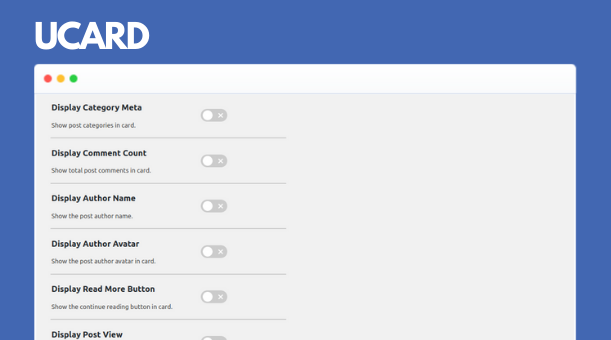 UCARD
Display Category Meta
Show post categories in card.
Display Comment Count
Show total post comments in card.
Display Author Name
Show the post author name.
Display Author Avatar
Show the post author avatar in card.
Display Read More Button
Show the continue reading button in card.
Display Post View